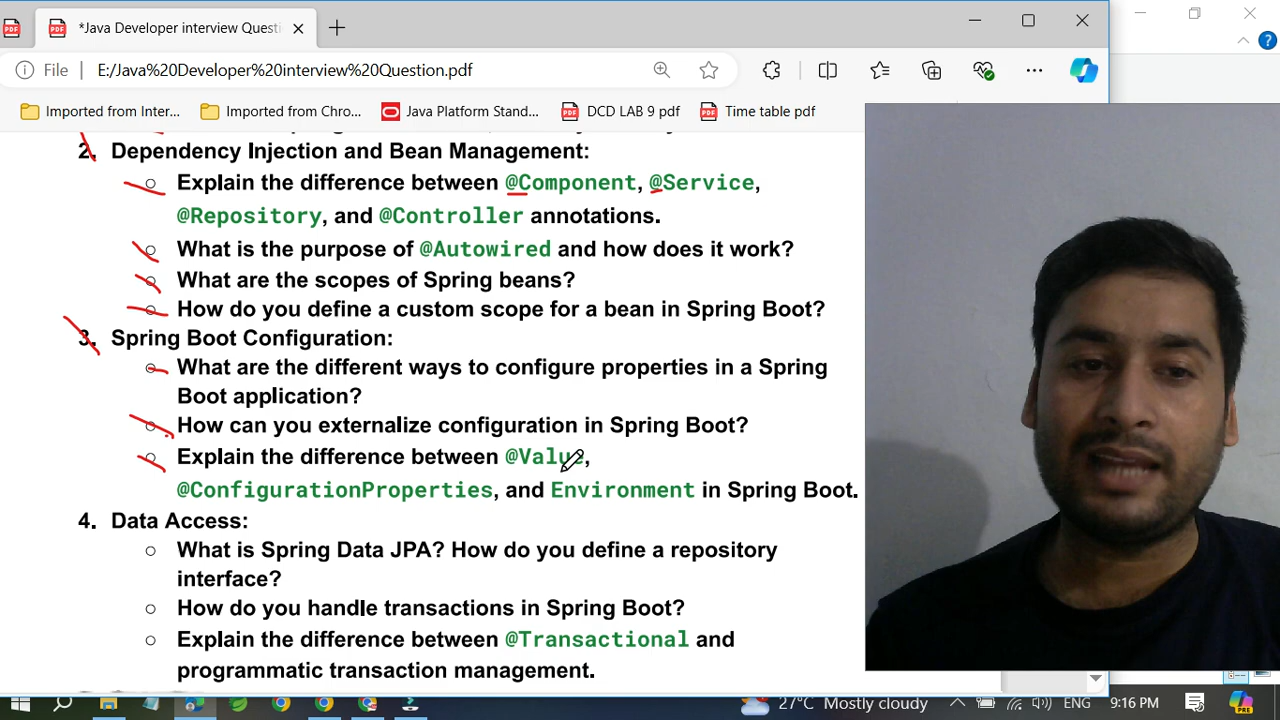 *Java Developer interview Questi
File
E:/Java%20Developer%20interview%20Question.pdf
Imported from Inter...
Imported from Chro...
Java Platform Stand...
DCD LAB 9 pdf
Time table pdf
2. Dependency Injection and Bean Management:
○ Explain the difference between @Component, @Service,
@Repository, and @Controller annotations.
○ What is the purpose of @Autowired and how does it work?
○ What are the scopes of Spring beans?
○ How do you define a custom scope for a bean in Spring Boot?
3. Spring Boot Configuration:
○ What are the different ways to configure properties in a Spring
Boot application?
○ How can you externalize configuration in Spring Boot?
○ Explain the difference between @Value,
@ConfigurationProperties, and Environment in Spring Boot.
4. Data Access:
○ What is Spring Data JPA? How do you define a repository
interface?
○ How do you handle transactions in Spring Boot?
○ Explain the difference between @Transactional and
programmatic transaction management.
27°C Mostly cloudy
ENG
9:16 PM